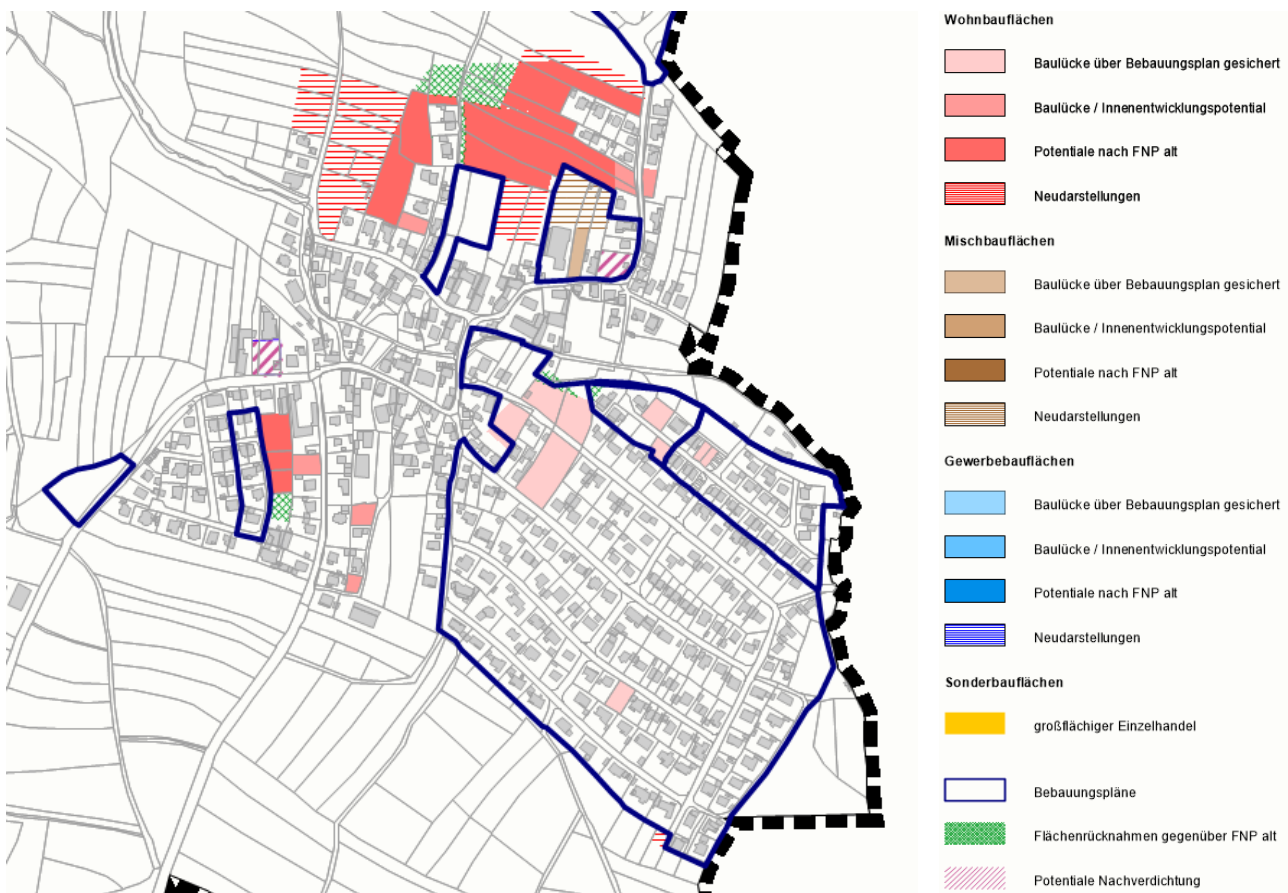 Wohnbauflächen
Baulücke über Bebauungsplan gesichert
Baulücke / Innenentwicklungspotential
Potentiale nach FNP alt
Neudarstellungen
Mischbauflächen
Baulücke über Bebauungsplan gesichert
Baulücke / Innenentwicklungspotential
Potentiale nach FNP alt
Neudarstellungen
Gewerbebauflächen
Baulücke über Bebauungsplan gesichert
Baulücke / Innenentwicklungspotential
Potentiale nach FNP alt
Neudarstellungen
Sonderbauflächen
großflächiger Einzelhandel
Bebauungspläne
Flächenrücknahmen gegenüber FNP alt
Potentiale Nachverdichtung